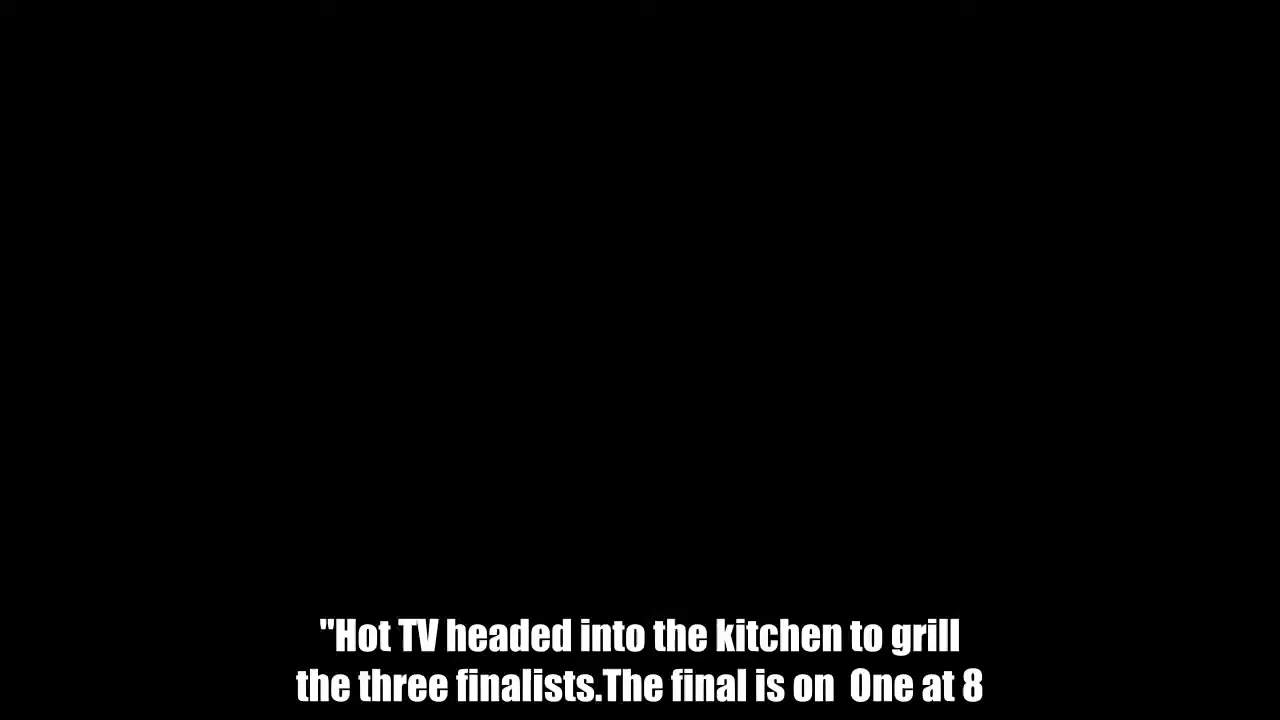 "Hot TV headed into the kitchen to grill
the three finalists.The final is on  One at 8